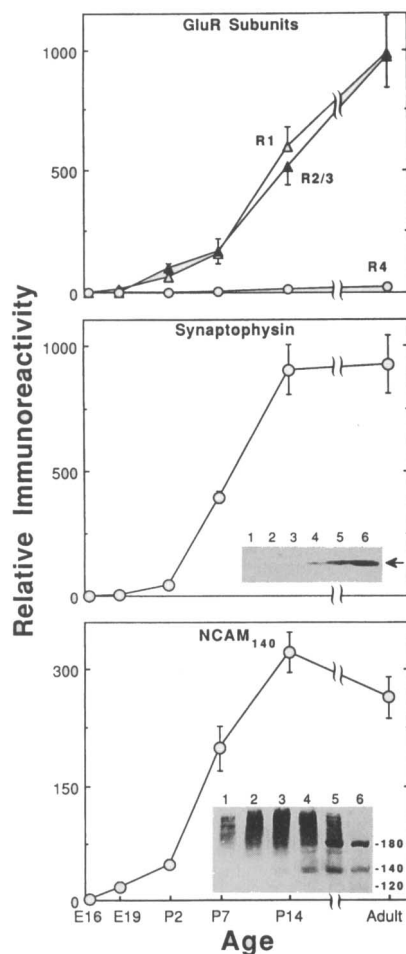 GluR Subunits
1000
500
0
R1
R2/3
R4
Relative Immunoreactivity
Synaptophysin
1000
500
0
1 2 3 4 5 6
NCAM140
300
150
0
1 2 3 4 5 6
-180
-140
-120
E16 E19 P2 P7 P14 Adult
Age